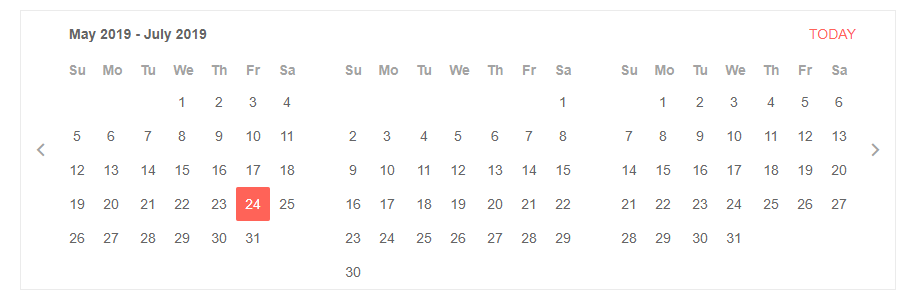 May 2019 - July 2019 TODAY
Su Mo Tu We Th Fr Sa Su Mo Tu We Th Fr Sa Su Mo Tu We Th Fr Sa
1 2 3 4 1 1 2 3 4 5 6
5 6 7 8 9 10 11 2 3 4 5 6 7 8 7 8 9 10 11 12 13
12 13 14 15 16 17 18 9 10 11 12 13 14 15 14 15 16 17 18 19 20
19 20 21 22 23 24 25 16 17 18 19 20 21 22 21 22 23 24 25 26 27
26 27 28 29 30 31 23 24 25 26 27 28 29 28 29 30 31
30